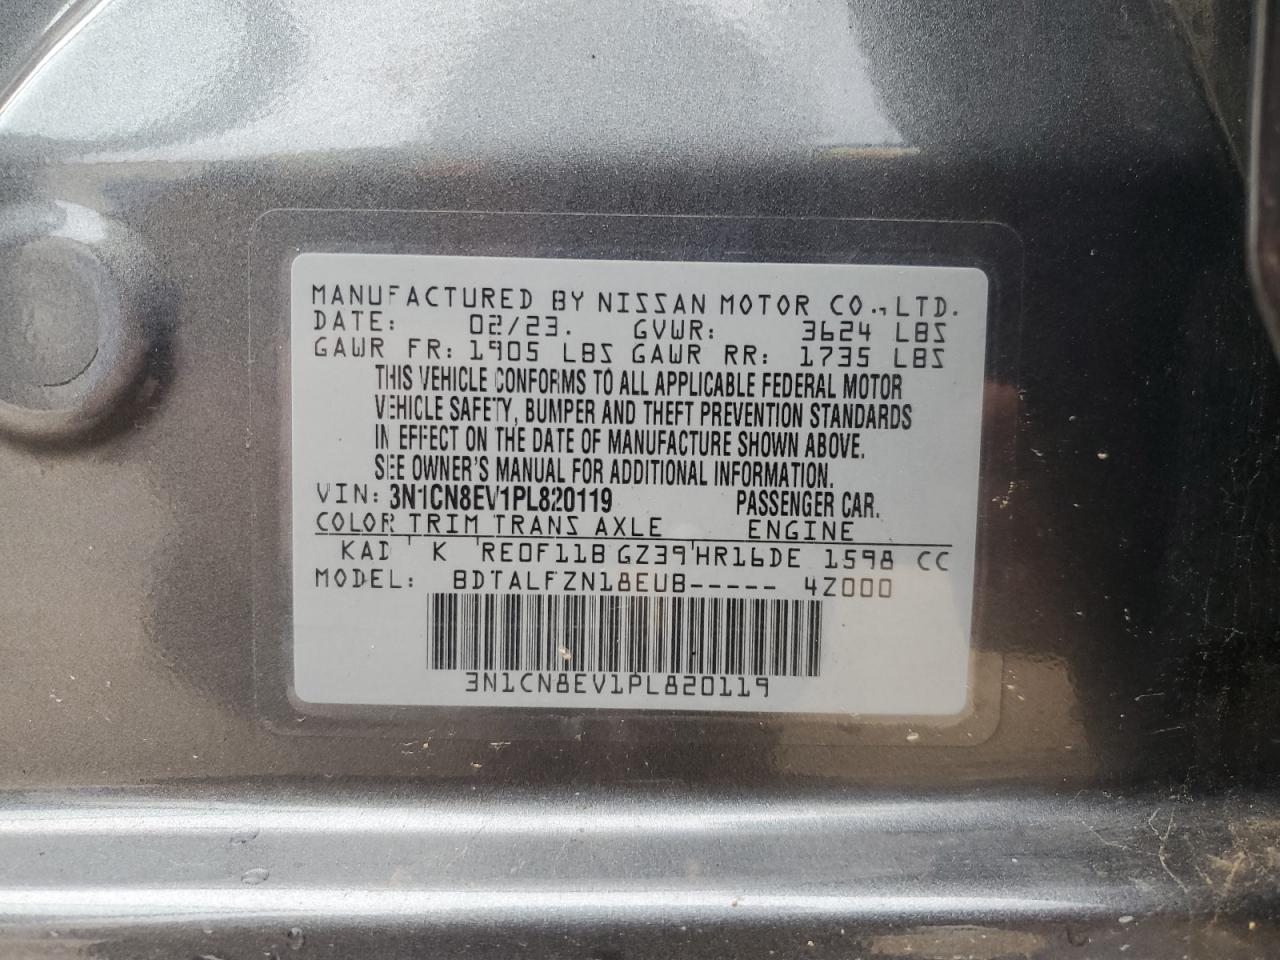 MANUFACTURED BY NISSAN MOTOR CO., LTD.
DATE: 02/23. GVWR: 3624 LBS
GAWR FR: 1905 LBS GAWR RR: 1735 LBS
THIS VEHICLE CONFORMS TO ALL APPLICABLE FEDERAL MOTOR
VEHICLE SAFETY, BUMPER AND THEFT PREVENTION STANDARDS
IN EFFECT ON THE DATE OF MANUFACTURE SHOWN ABOVE.
SEE OWNER'S MANUAL FOR ADDITIONAL INFORMATION.
VIN: 3N1CN8EV1PL820119 PASSENGER CAR.
COLOR TRIM TRANS AXLE ENGINE
KAD K RE0F11B GZ39 HR16DE 1598 CC
MODEL: BDTALFZN18EUB----- 4Z000
3N1CN8EV1PL820119